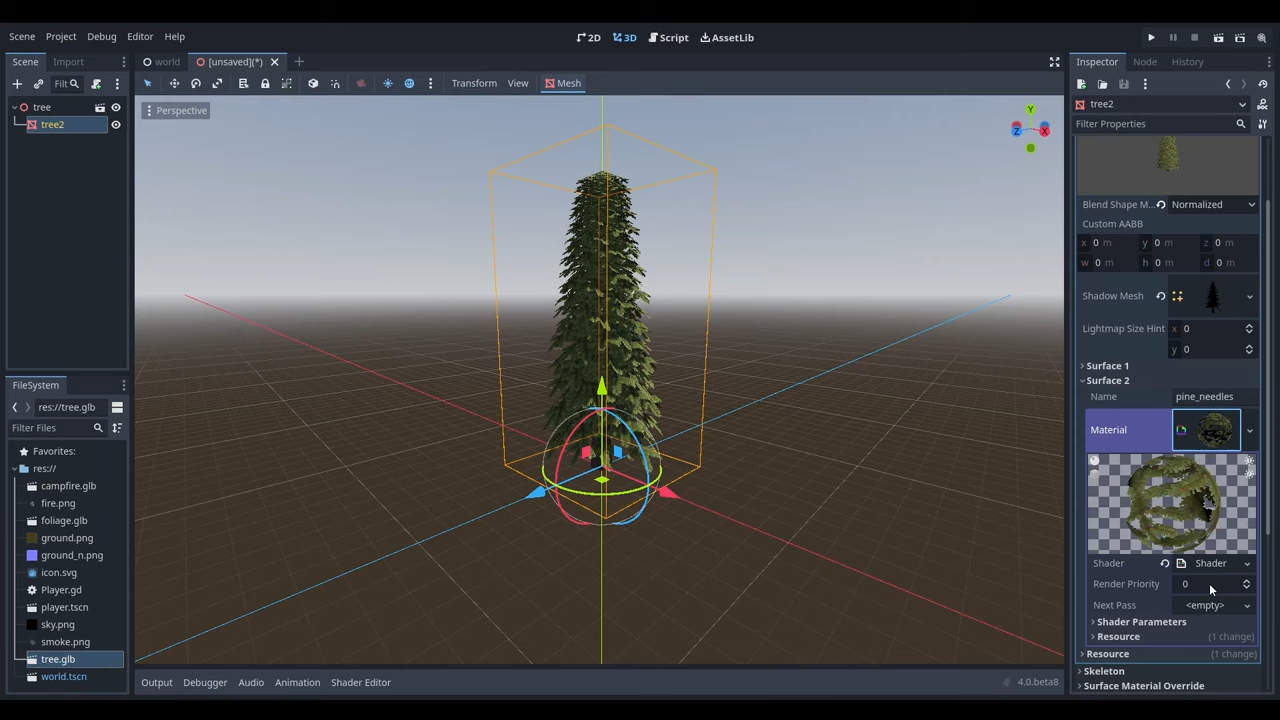 Scene Project Debug Editor Help
2D 3D Script AssetLib
Scene Import
world [unsaved](*)
Inspector Node History
Filt
Transform View Mesh
tree
tree2
Perspective
Y
Z X
tree2
Filter Properties
Blend Shape M... Normalized
Custom AABB
x 0 m y 0 m z 0 m
w 0 m h 0 m d 0 m
Shadow Mesh
Lightmap Size Hint x 0
y 0
Surface 1
Surface 2
Name pine_needles
Material
Shader Shader
Render Priority 0
Next Pass <empty>
Shader Parameters
Resource (1 change)
Resource (1 change)
Skeleton
Surface Material Override
FileSystem
res://tree.glb
Filter Files
Favorites:
res://
campfire.glb
fire.png
foliage.glb
ground.png
ground_n.png
icon.svg
Player.gd
player.tscn
sky.png
smoke.png
tree.glb
world.tscn
Output Debugger Audio Animation Shader Editor
4.0.beta8